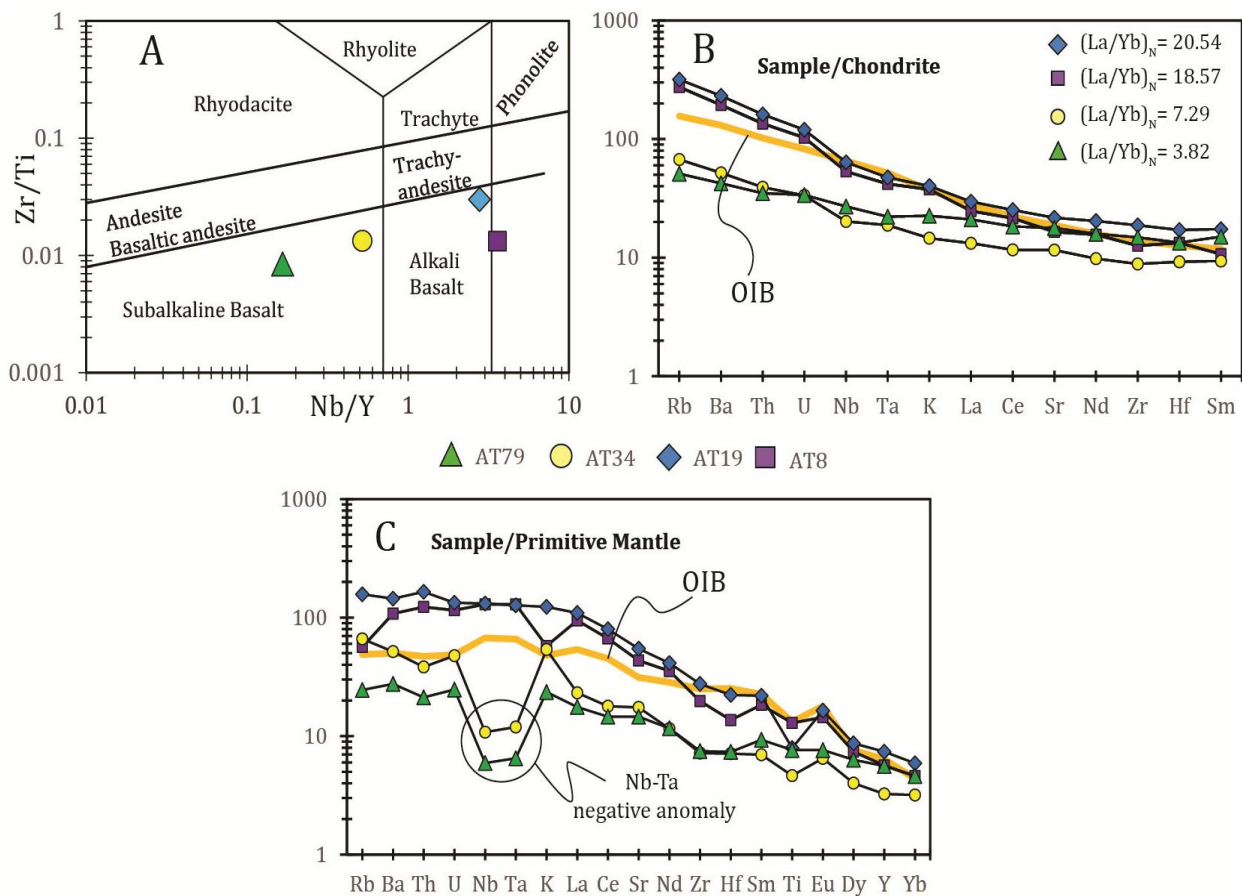 A
1
0.1
0.01
0.001
Zr/Ti
Rhyolite
Phonolite
Rhyodacite
Trachyte
Trachy-
andesite
Andesite
Basaltic andesite
Alkali
Basalt
Subalkaline Basalt
0.01
0.1
1
10
Nb/Y
B
1000
100
10
1
Sample/Chondrite
(La/Yb)N= 20.54
(La/Yb)N= 18.57
(La/Yb)N= 7.29
(La/Yb)N= 3.82
OIB
Rb Ba Th U Nb Ta K La Ce Sr Nd Zr Hf Sm
AT79 AT34 AT19 AT8
C
1000
100
10
1
Sample/Primitive Mantle
OIB
Nb-Ta
negative anomaly
Rb Ba Th U Nb Ta K La Ce Sr Nd Zr Hf Sm Ti Eu Dy Y Yb